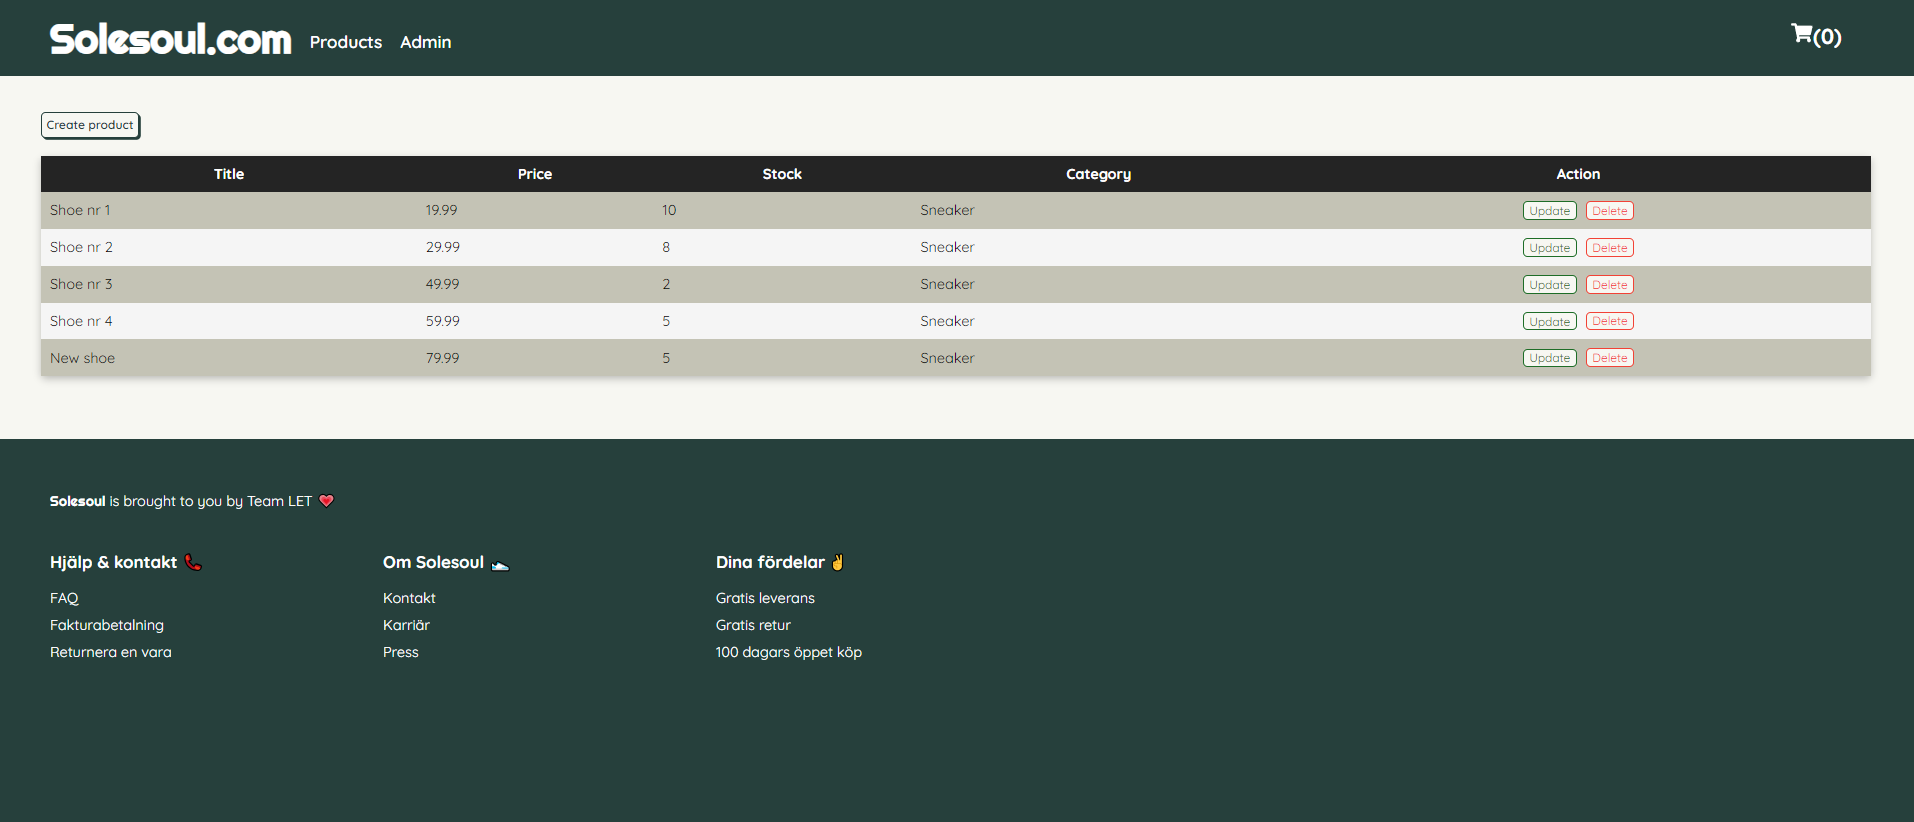 Solesoul.com Products Admin (0)
Create product
Title Price Stock Category Action
Shoe nr 1 19.99 10 Sneaker Update Delete
Shoe nr 2 29.99 8 Sneaker Update Delete
Shoe nr 3 49.99 2 Sneaker Update Delete
Shoe nr 4 59.99 5 Sneaker Update Delete
New shoe 79.99 5 Sneaker Update Delete
Solesoul is brought to you by Team LET
Hjälp & kontakt Om Solesoul Dina fördelar
FAQ Kontakt Gratis leverans
Fakturabetalning Karriär Gratis retur
Returnera en vara Press 100 dagars öppet köp